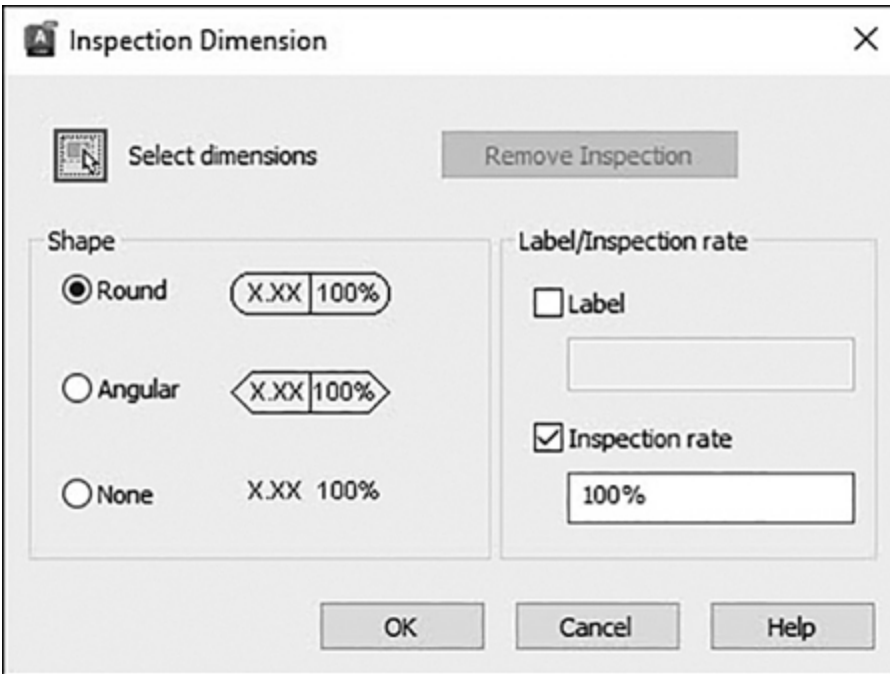 Inspection Dimension
Select dimensions
Remove Inspection
Shape
Round X.XX 100%
Angular X.XX 100%
None X.XX 100%
Label/Inspection rate
Label
Inspection rate
100%
OK Cancel Help